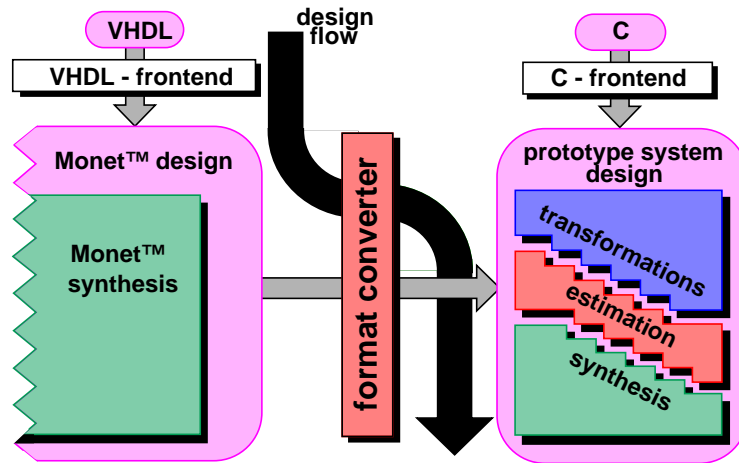 VHDL
VHDL - frontend
Monet™ design
Monet™
synthesis
design
flow
format converter
C
C - frontend
prototype system
design
transformations
estimation
synthesis